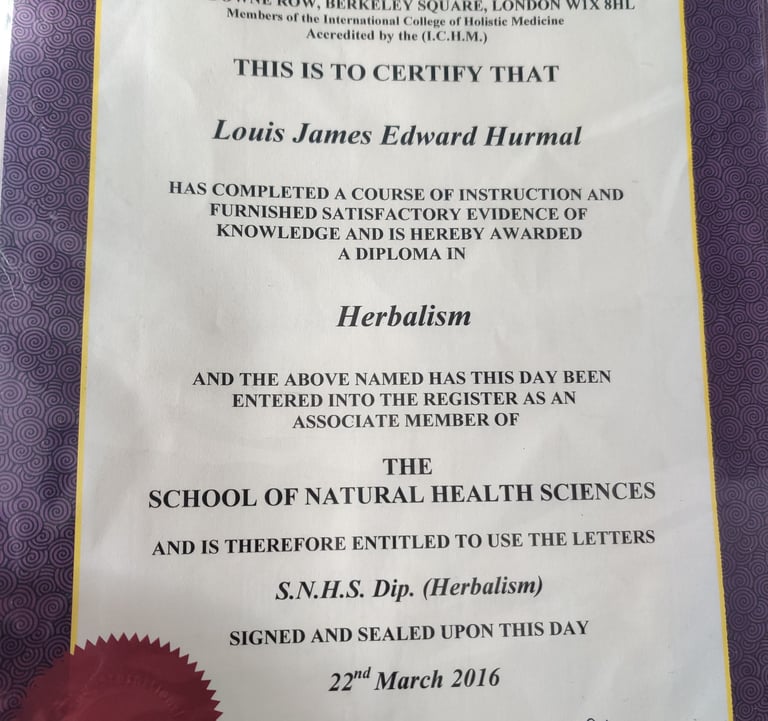 ROW, BERKELEY SQUARE, LONDON W1X 8HL
Members of the International College of Holistic Medicine
Accredited by the (I.C.H.M.)
THIS IS TO CERTIFY THAT
Louis James Edward Hurmal
HAS COMPLETED A COURSE OF INSTRUCTION AND
FURNISHED SATISFACTORY EVIDENCE OF
KNOWLEDGE AND IS HEREBY AWARDED
A DIPLOMA IN
Herbalism
AND THE ABOVE NAMED HAS THIS DAY BEEN
ENTERED INTO THE REGISTER AS AN
ASSOCIATE MEMBER OF
THE
SCHOOL OF NATURAL HEALTH SCIENCES
AND IS THEREFORE ENTITLED TO USE THE LETTERS
S.N.H.S. Dip. (Herbalism)
SIGNED AND SEALED UPON THIS DAY
22nd March 2016